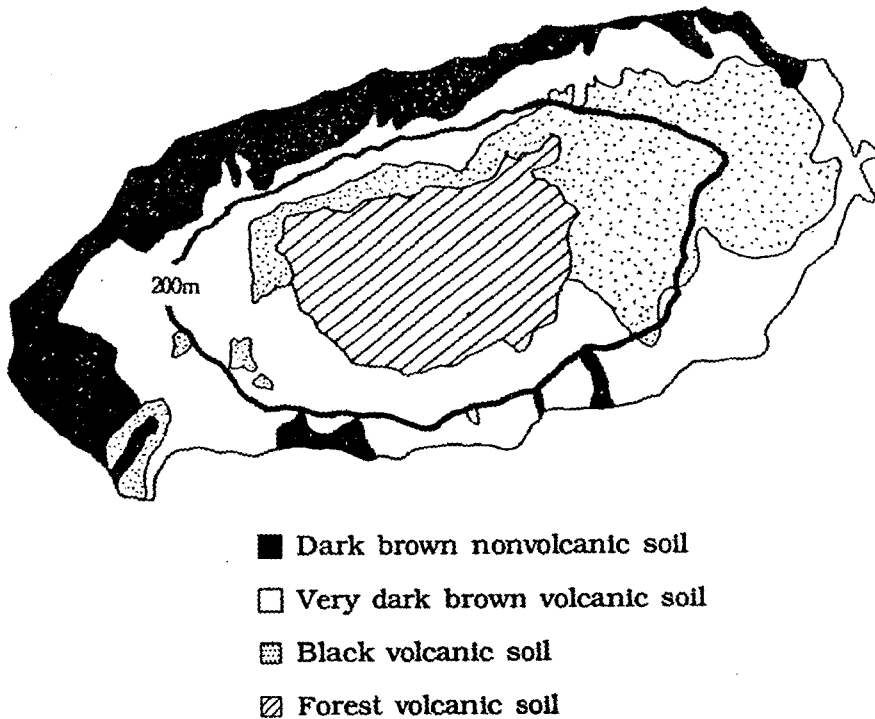 200m
Dark brown nonvolcanic soil
Very dark brown volcanic soil
Black volcanic soil
Forest volcanic soil